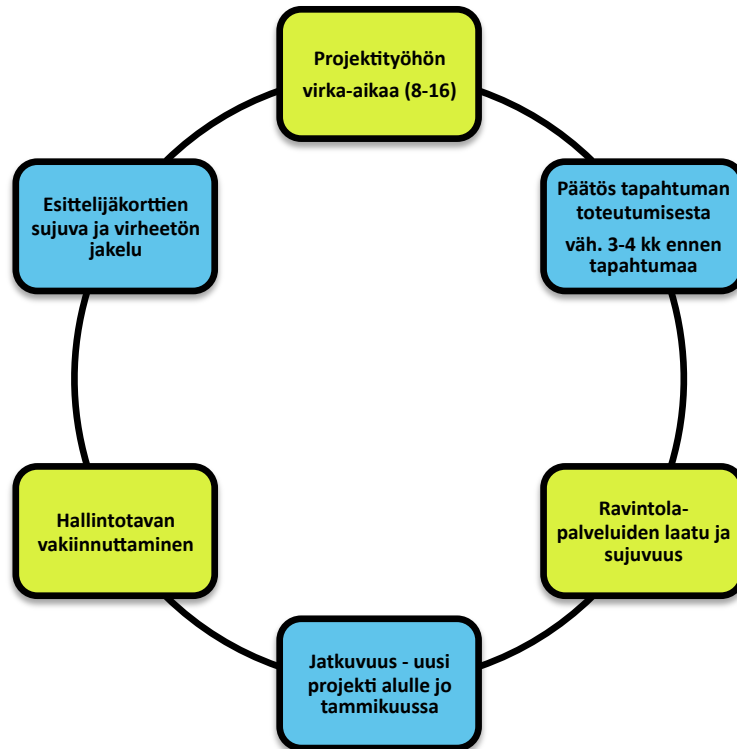 Projektityöhön
virka-aikaa (8-16)
Päätös tapahtuman
toteutumisesta
väh. 3-4 kk ennen
tapahtumaa
Ravintola-
palveluiden laatu ja
sujuvuus
Jatkuvuus - uusi
projekti alulle jo
tammikuussa
Hallintotavan
vakiinnuttaminen
Esittelijäkorttien
sujuva ja virheetön
jakelu